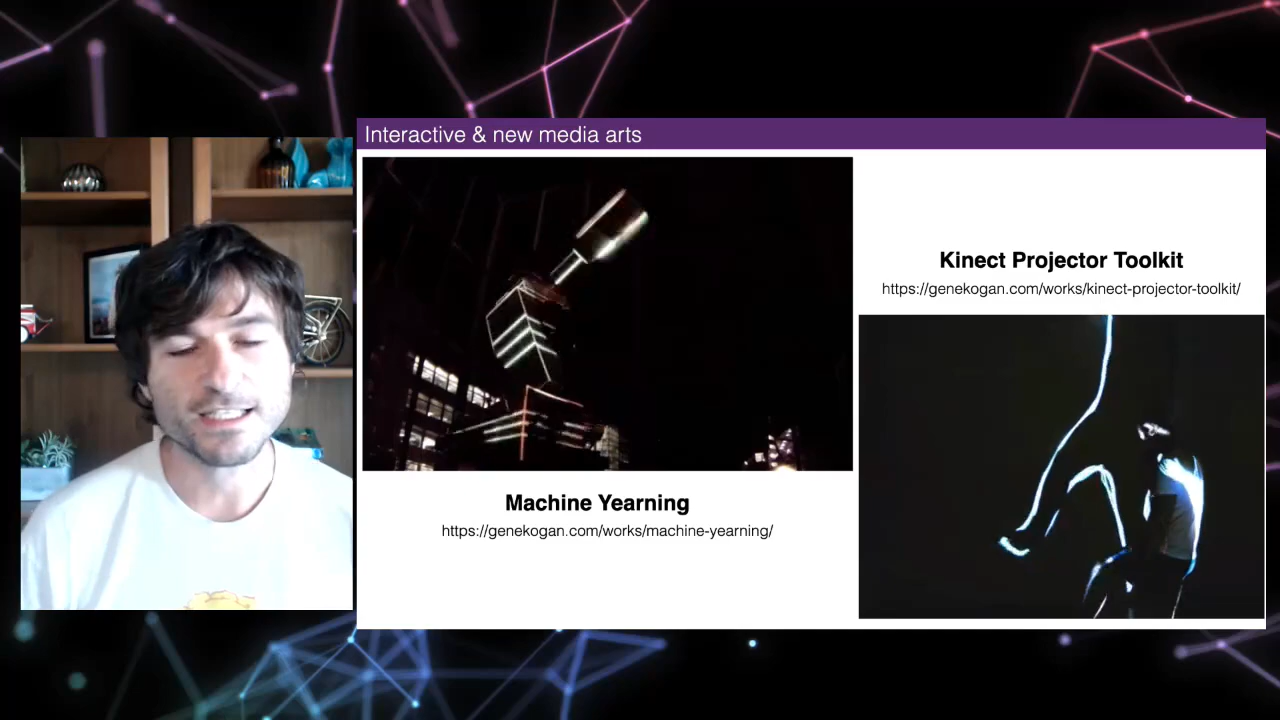 Interactive & new media arts
Machine Yearning
https://genekogan.com/works/machine-yearning/
Kinect Projector Toolkit
https://genekogan.com/works/kinect-projector-toolkit/